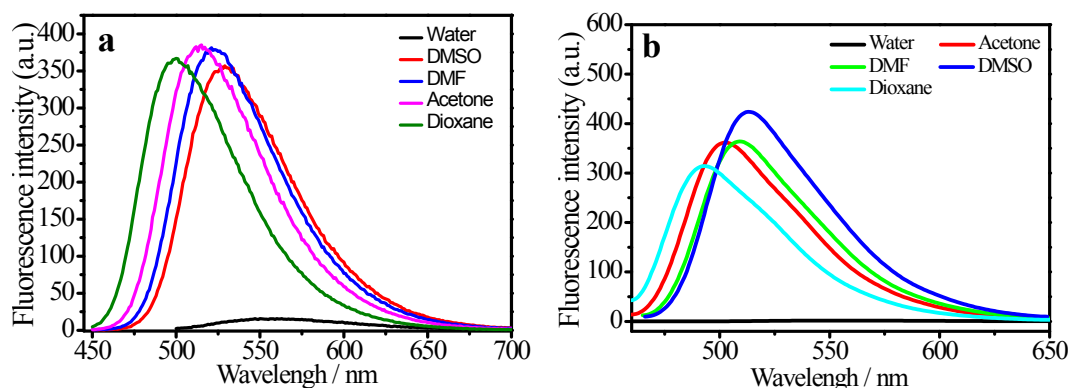 a
Fluorescence intensity (a.u.)
400
350
300
250
200
150
100
50
0
450 500 550 600 650 700
Wavelengh / nm
Water
DMSO
DMF
Acetone
Dioxane
b
Fluorescence intensity (a.u.)
600
500
400
300
200
100
0
500 550 600 650
Wavelengh / nm
Water Acetone
DMF DMSO
Dioxane